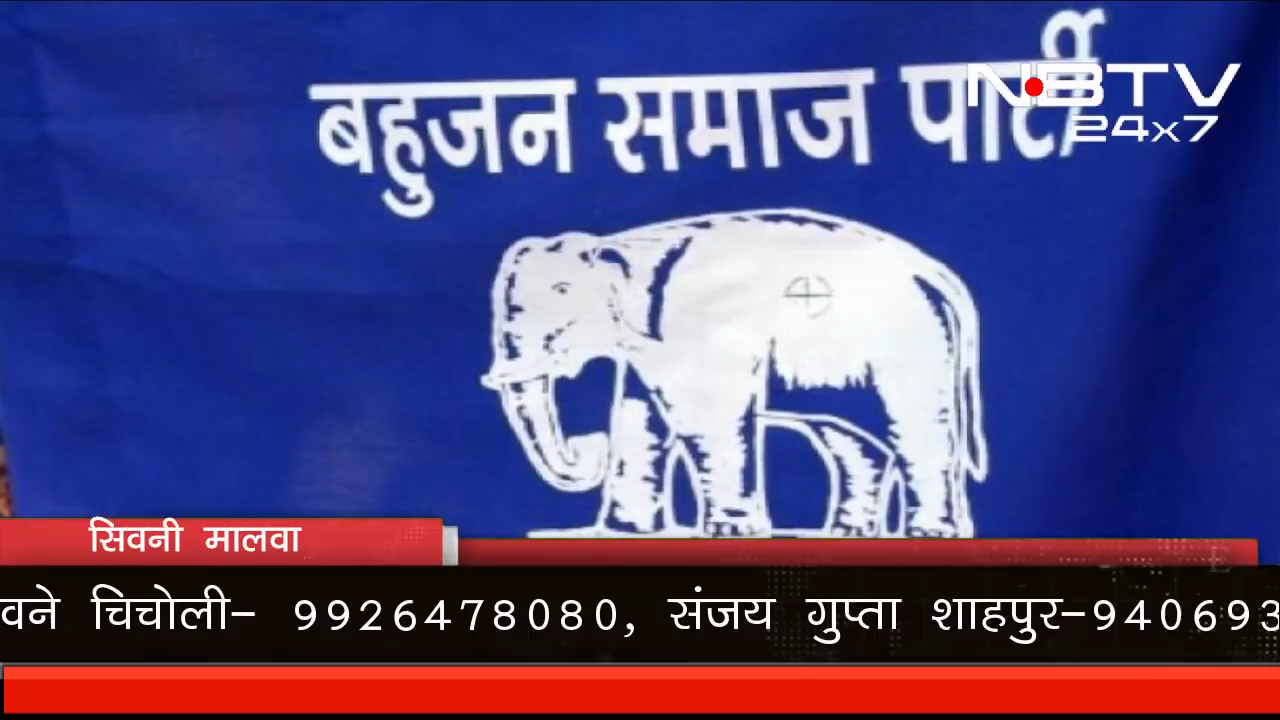 बहुजन समाज पार्टी
NBTV
24x7
सिवनी मालवा
वने चिचोली- 9926478080, संजय गुप्ता शाहपुर-940693